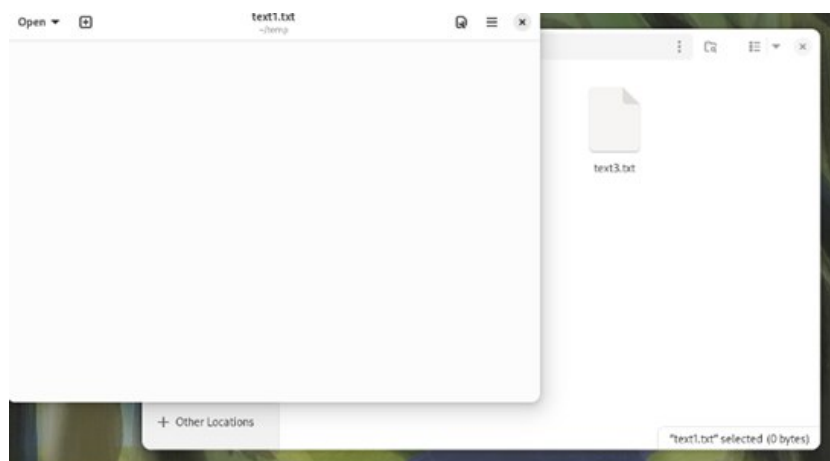 Open
text1.txt
~/temp
text3.txt
+ Other Locations
"text1.txt" selected (0 bytes)